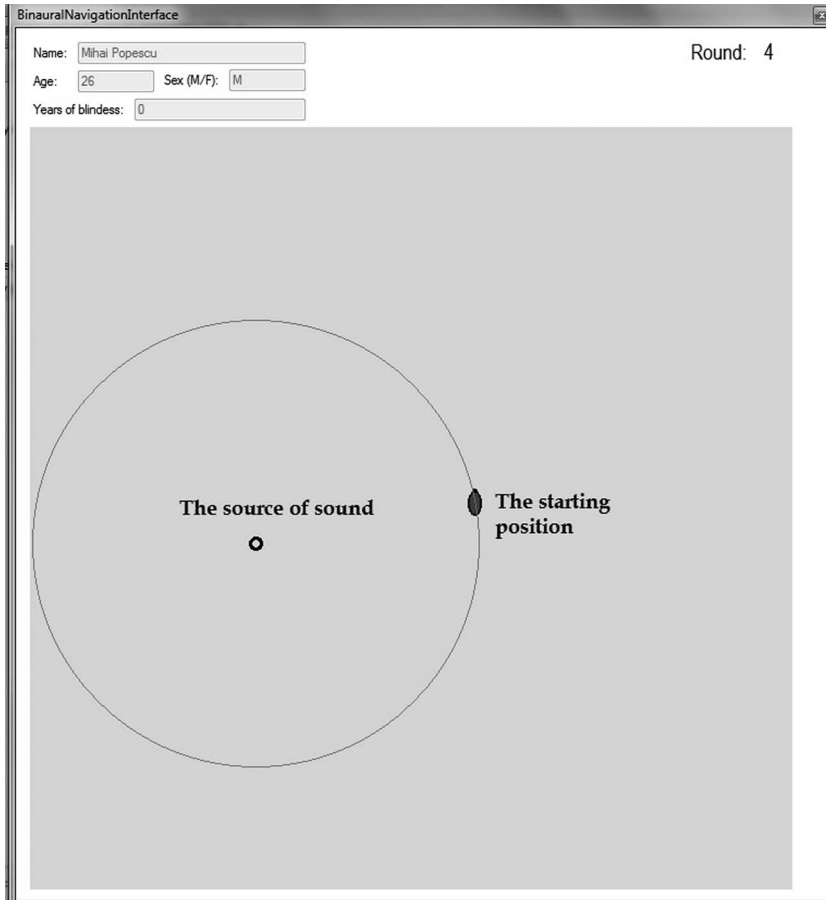 BinauralNavigationInterface
Name: Mihai Popescu
Round: 4
Age: 26 Sex (M/F): M
Years of blindess: 0
The source of sound
The starting
position